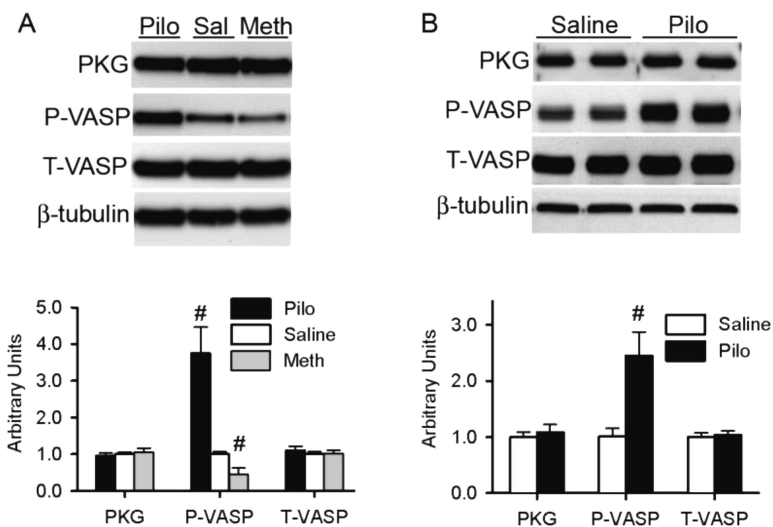 A
Pilo Sal Meth
PKG
P-VASP
T-VASP
β-tubulin
5.0
4.0
3.0
2.0
1.0
0.0
Arbitrary Units
#
#
Pilo
Saline
Meth
PKG P-VASP T-VASP
B
Saline Pilo
PKG
P-VASP
T-VASP
β-tubulin
3.0
2.0
1.0
0.0
Arbitrary Units
#
Saline
Pilo
PKG P-VASP T-VASP